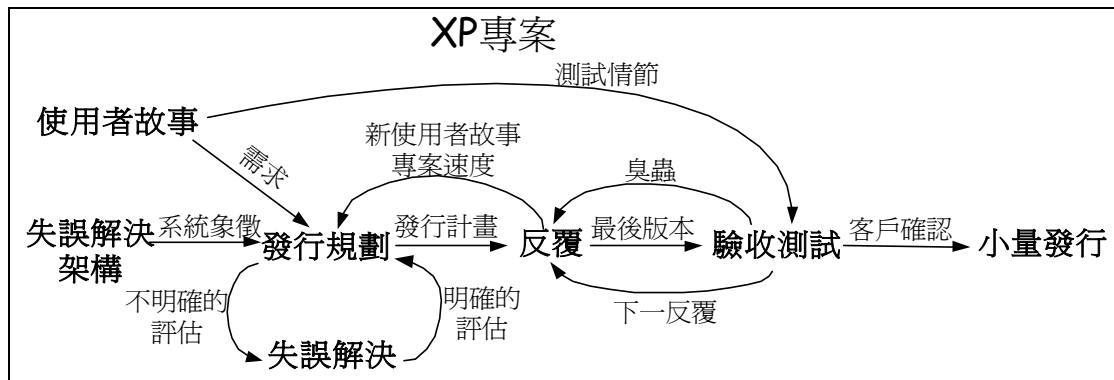 XP專案
測試情節
使用者故事
新使用者故事
專案速度
需求
臭蟲
失誤解決
架構
系統象徵
發行規劃
發行計畫
反覆
最後版本
驗收測試
客戶確認
小量發行
不明確的
評估
明確的
評估
下一反覆
失誤解決